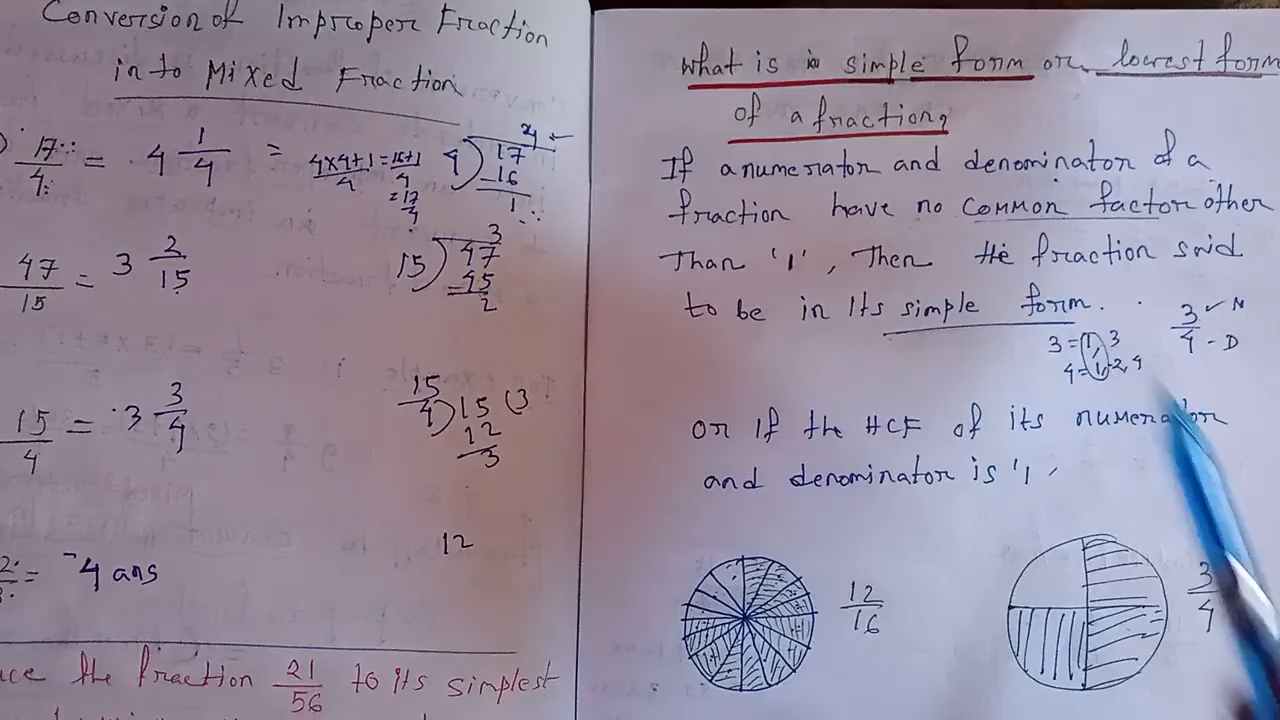 Conversion of Improper Fraction
in to Mixed Fraction
17/4 = 4 1/4 = 4x4+1/4 = 16+1/4 = 17/4
4) 17 (4
-16
1
47/15 = 3 2/15
15) 47 (3
45
2
15/4 = 3 3/4
15/4) 15 (3
12
3
12
= -4 ans
the fraction 21/56 to its simplest
What is simple form or lowest form
of a fraction?
If a numerator and denominator of a
fraction have no common factor other
Than '1', Then the fraction said
to be in Its simple form.
3/4 N
- D
3 = 1, 3
4 = 1, 2, 4
or If the HCF of its numerator
and denominator is '1,
12/16
3/4